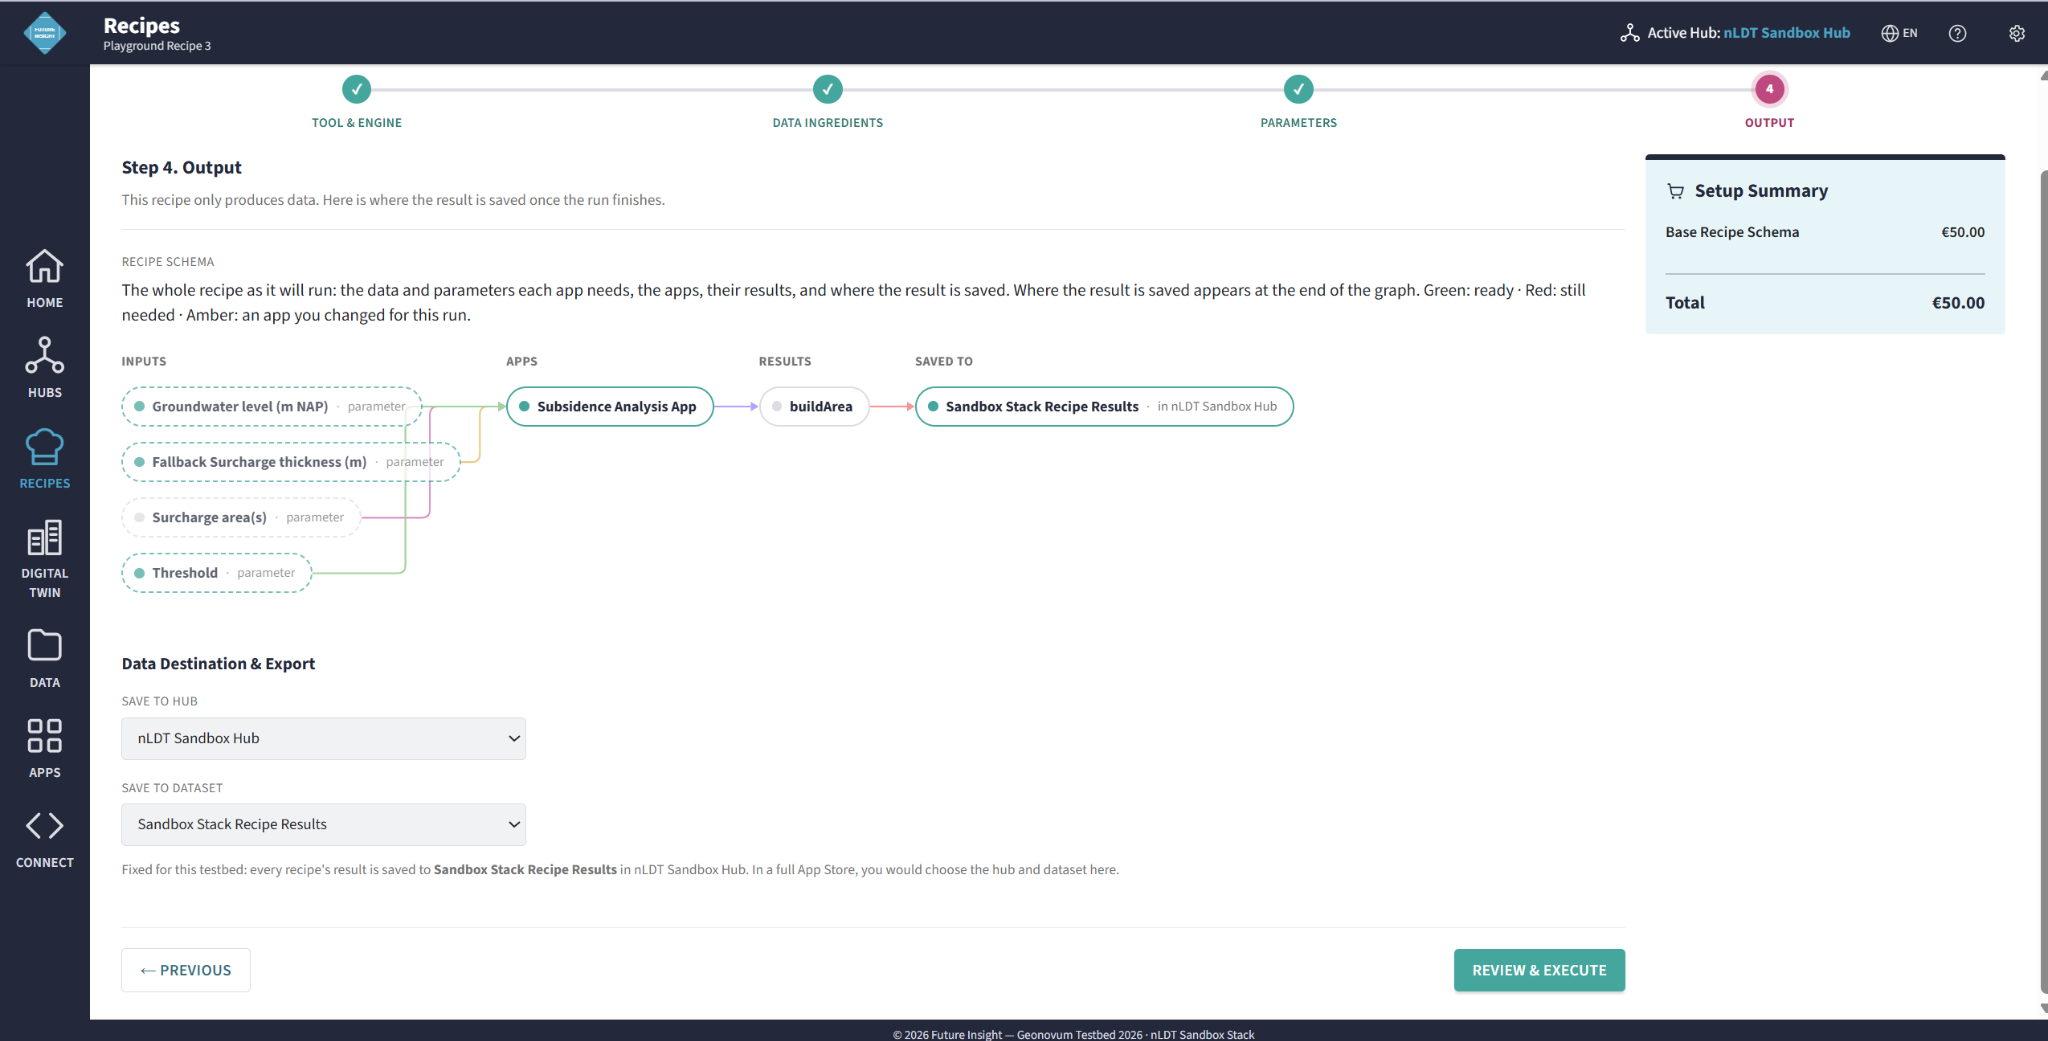 Recipes
Playground Recipe 3
Active Hub: nLDT Sandbox Hub
EN
FUTURE
INSIGHT
HOME
HUBS
RECIPES
DIGITAL
TWIN
DATA
APPS
CONNECT
4
TOOL & ENGINE
DATA INGREDIENTS
PARAMETERS
OUTPUT
Step 4. Output
This recipe only produces data. Here is where the result is saved once the run finishes.
RECIPE SCHEMA
The whole recipe as it will run: the data and parameters each app needs, the apps, their results, and where the result is saved. Where the result is saved appears at the end of the graph. Green: ready · Red: still
needed · Amber: an app you changed for this run.
INPUTS
APPS
RESULTS
SAVED TO
Groundwater level (m NAP) · parameter
Subsidence Analysis App
buildArea
Sandbox Stack Recipe Results · in nLDT Sandbox Hub
Fallback Surcharge thickness (m) · parameter
Surcharge area(s) · parameter
Threshold · parameter
Data Destination & Export
SAVE TO HUB
nLDT Sandbox Hub
SAVE TO DATASET
Sandbox Stack Recipe Results
Fixed for this testbed: every recipe's result is saved to Sandbox Stack Recipe Results in nLDT Sandbox Hub. In a full App Store, you would choose the hub and dataset here.
← PREVIOUS
REVIEW & EXECUTE
Setup Summary
Base Recipe Schema €50.00
Total €50.00
© 2026 Future Insight — Geonovum Testbed 2026 · nLDT Sandbox Stack